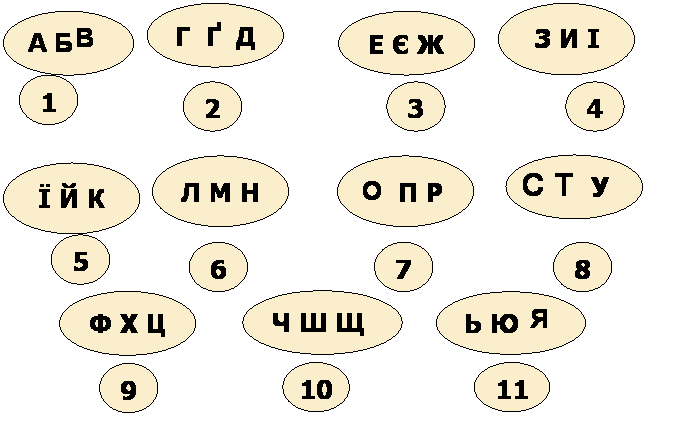 А Б В Г Ґ Д Е Є Ж З И І
1 2 3 4
Ї Й К Л М Н О П Р С Т У
5 6 7 8
Ф Х Ц Ч Ш Щ Ь Ю Я
9 10 11